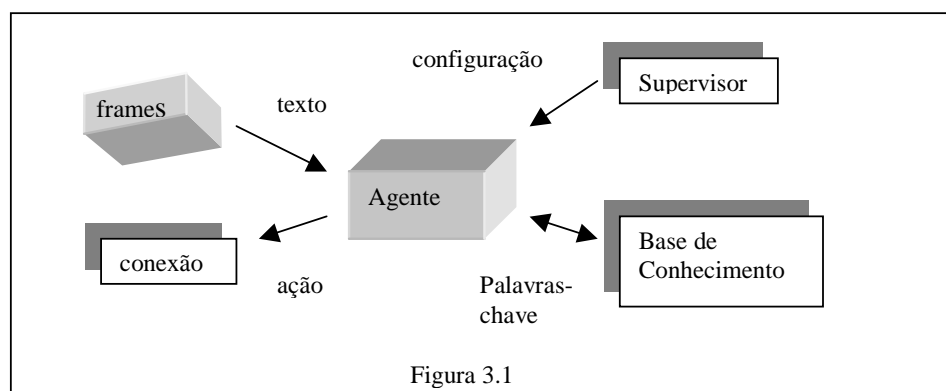 configuração
Supervisor
frames
texto
Agente
Base de
Conhecimento
conexão
ação
Palavras-
chave
Figura 3.1